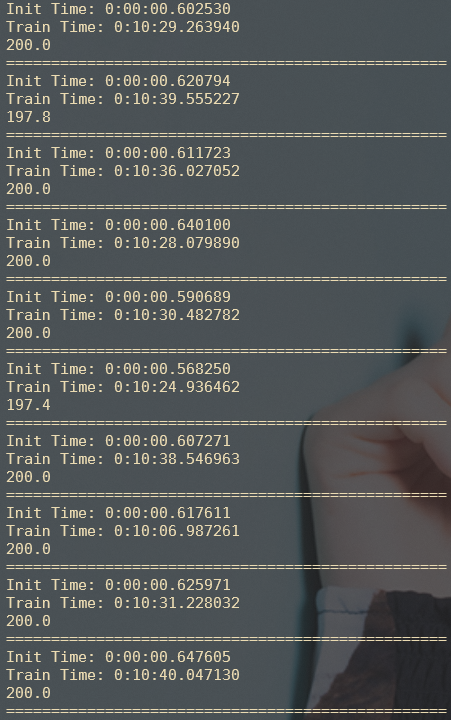 Init Time: 0:00:00.602530
Train Time: 0:10:29.263940
200.0
=================================================
Init Time: 0:00:00.620794
Train Time: 0:10:39.555227
197.8
=================================================
Init Time: 0:00:00.611723
Train Time: 0:10:36.027052
200.0
=================================================
Init Time: 0:00:00.640100
Train Time: 0:10:28.079890
200.0
=================================================
Init Time: 0:00:00.590689
Train Time: 0:10:30.482782
200.0
=================================================
Init Time: 0:00:00.568250
Train Time: 0:10:24.936462
197.4
=================================================
Init Time: 0:00:00.607271
Train Time: 0:10:38.546963
200.0
=================================================
Init Time: 0:00:00.617611
Train Time: 0:10:06.987261
200.0
=================================================
Init Time: 0:00:00.625971
Train Time: 0:10:31.228032
200.0
=================================================
Init Time: 0:00:00.647605
Train Time: 0:10:40.047130
200.0
=================================================